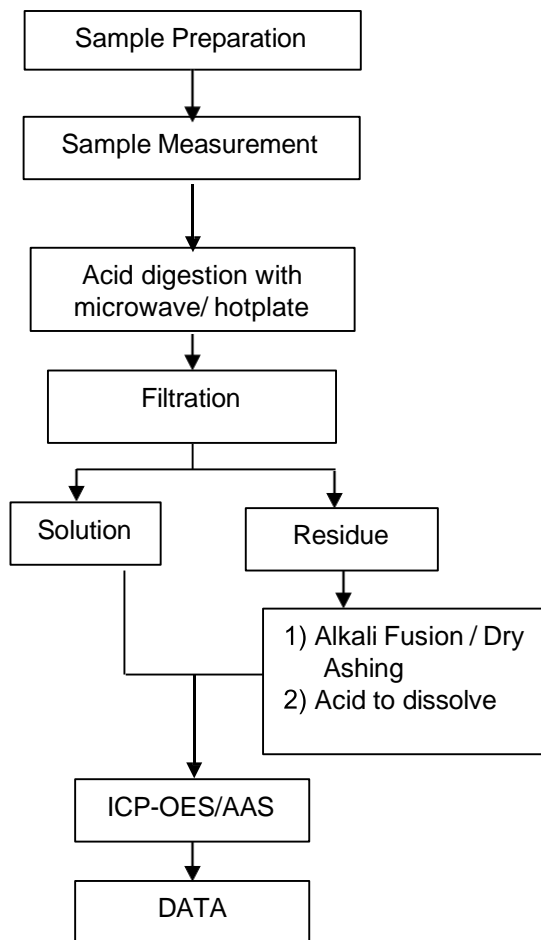 Sample Preparation
Sample Measurement
Acid digestion with
microwave/ hotplate
Filtration
Solution
Residue
1) Alkali Fusion / Dry
Ashing
2) Acid to dissolve
ICP-OES/AAS
DATA